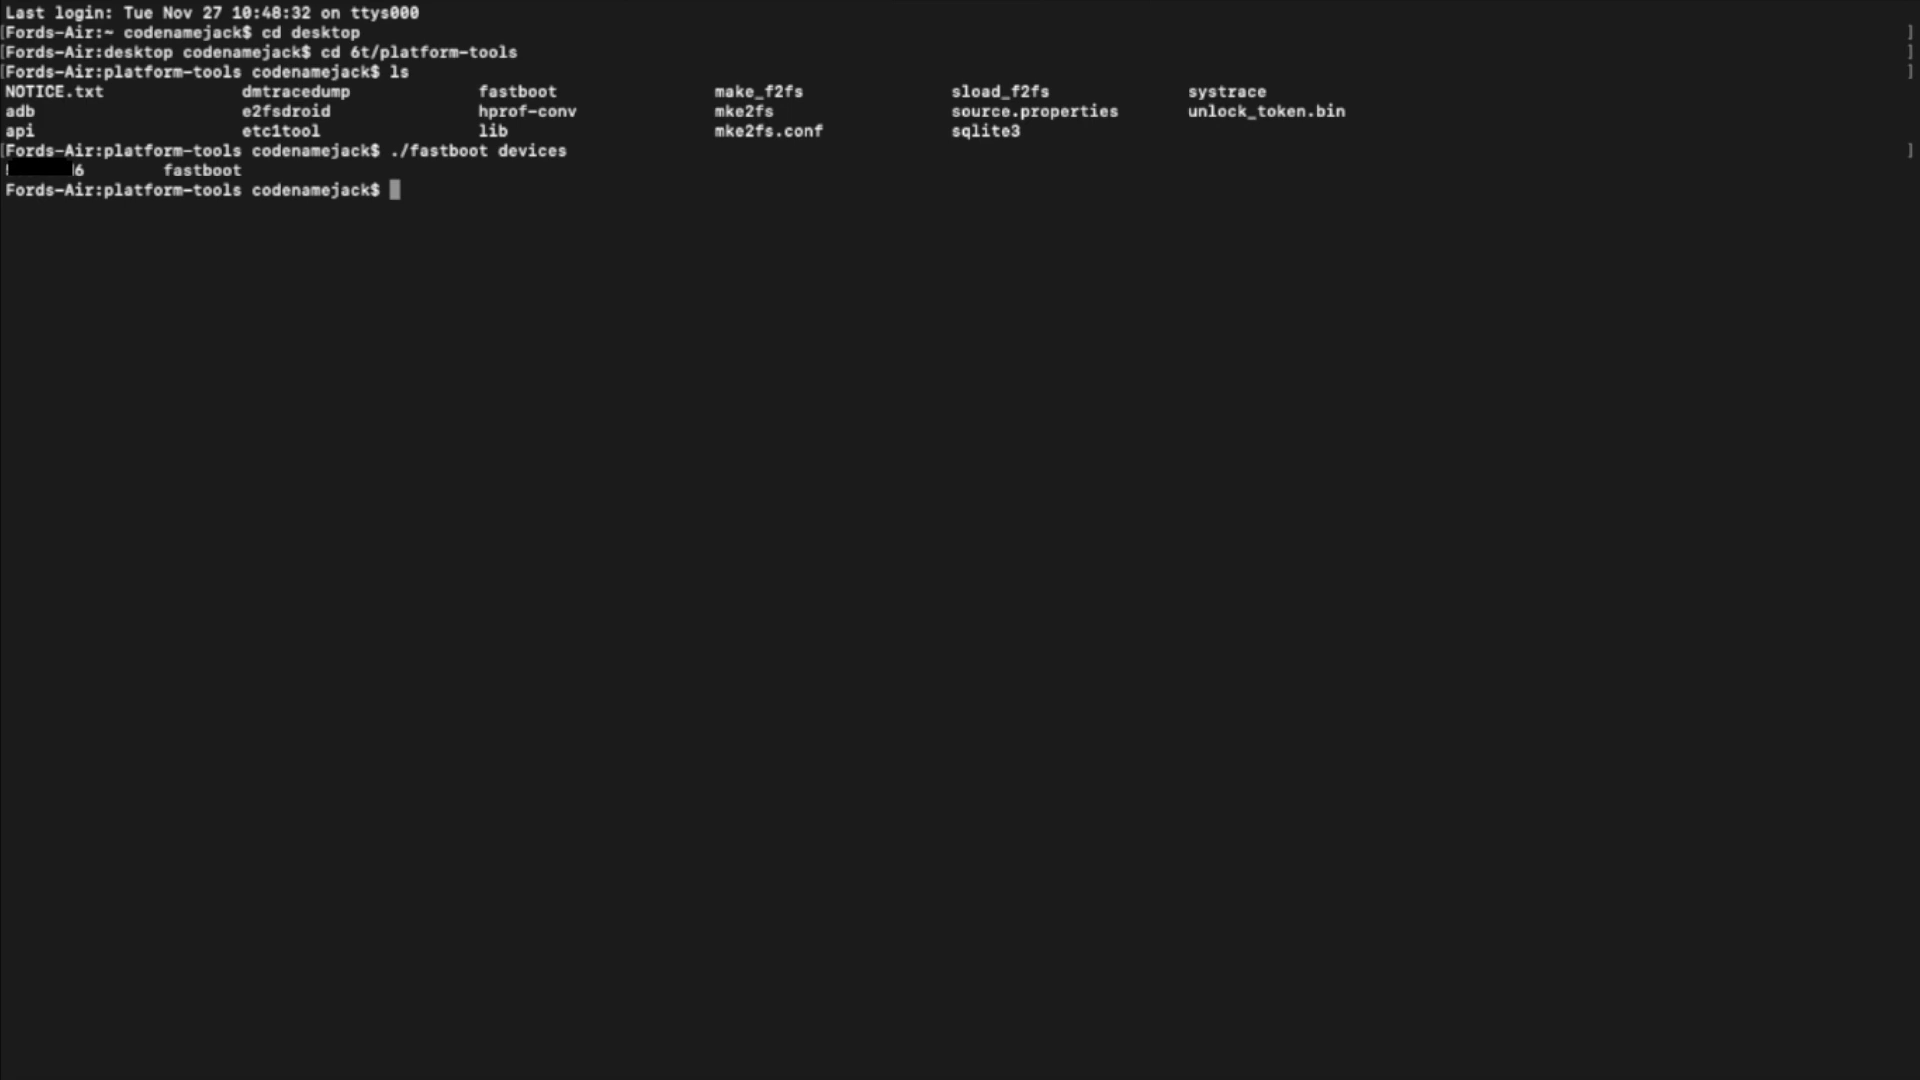 Last login: Tue Nov 27 10:48:32 on ttys000
[Fords-Air:~ codenamejack$ cd desktop ]
[Fords-Air:desktop codenamejack$ cd 6t/platform-tools ]
[Fords-Air:platform-tools codenamejack$ ls ]
NOTICE.txt dmtracedump fastboot make_f2fs sload_f2fs systrace
adb e2fsdroid hprof-conv mke2fs source.properties unlock_token.bin
api etc1tool lib mke2fs.conf sqlite3
[Fords-Air:platform-tools codenamejack$ ./fastboot devices ]
6 fastboot
Fords-Air:platform-tools codenamejack$